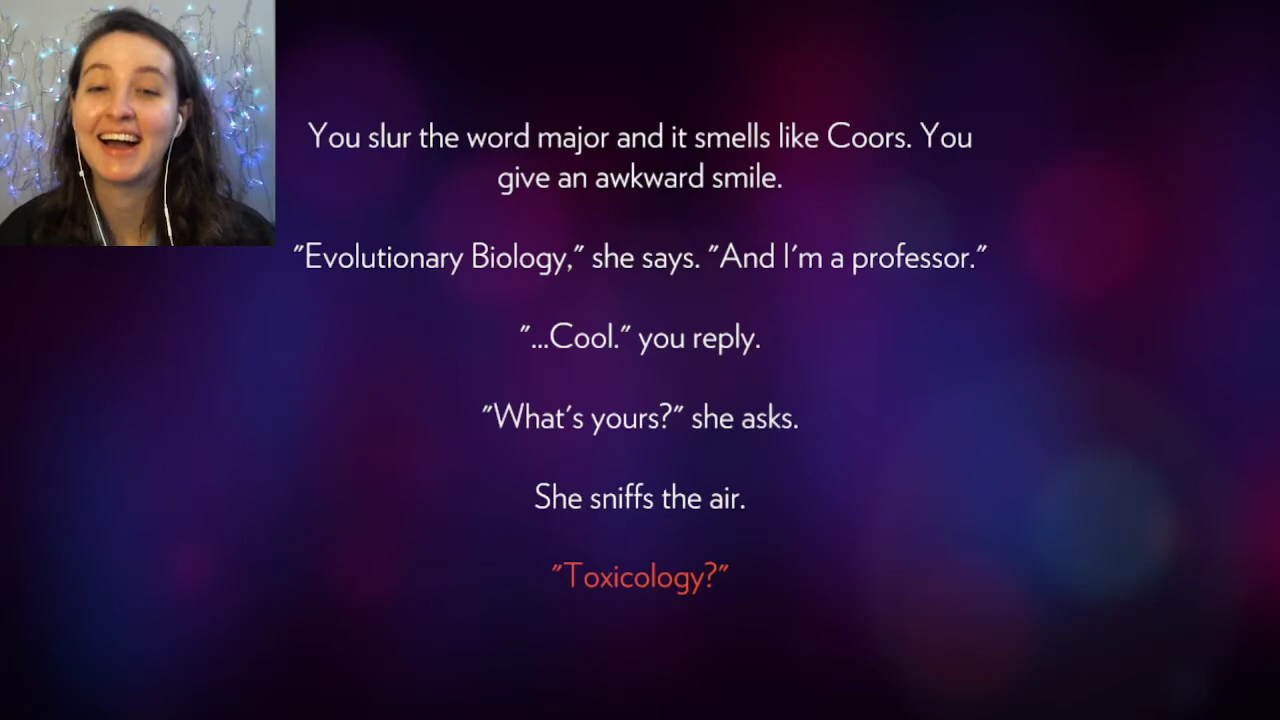 You slur the word major and it smells like Coors. You
give an awkward smile.
"Evolutionary Biology," she says. "And I'm a professor."
"...Cool." you reply.
"What's yours?" she asks.
She sniffs the air.
"Toxicology?"